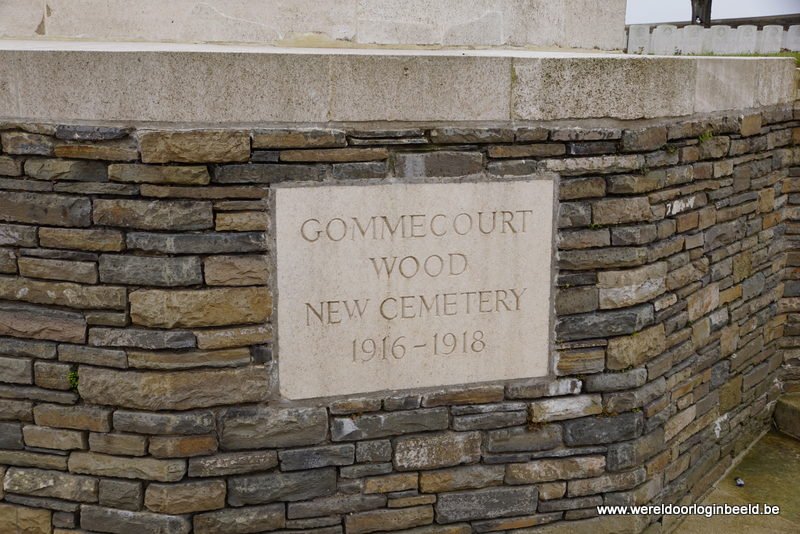 GOMMECOURT
WOOD
NEW CEMETERY
1916-1918
www.wereldoorloginbeeld.be